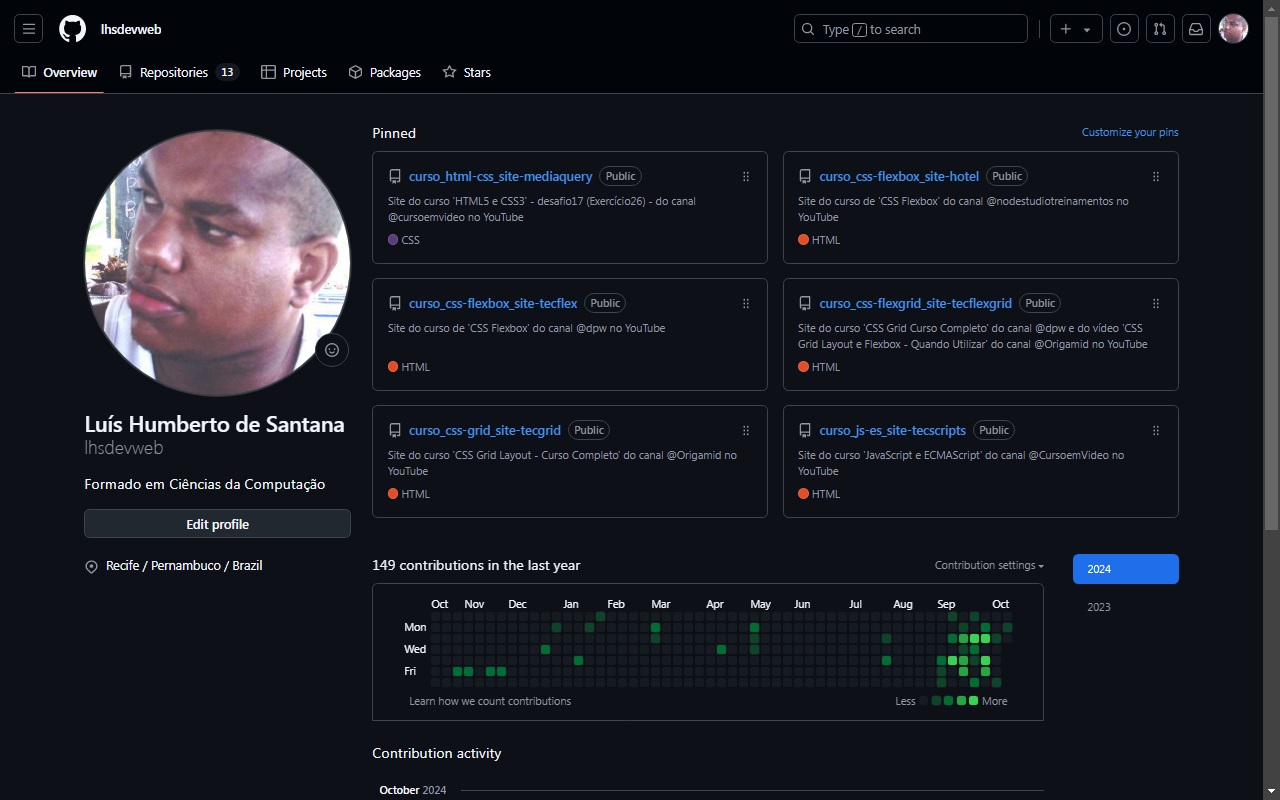 lhsdevweb
Type / to search
Overview
Repositories 13
Projects
Packages
Stars
Luís Humberto de Santana
lhsdevweb
Formado em Ciências da Computação
Edit profile
Recife / Pernambuco / Brazil
Pinned
Customize your pins
curso_html-css_site-mediaquery Public
Site do curso 'HTML5 e CSS3' - desafio17 (Exercício26) - do canal
@cursoemvideo no YouTube
CSS
curso_css-flexbox_site-hotel Public
Site do curso de 'CSS Flexbox' do canal @nodestudiotreinamentos no
YouTube
HTML
curso_css-flexbox_site-tecflex Public
Site do curso de 'CSS Flexbox' do canal @dpw no YouTube
HTML
curso_css-flexgrid_site-tecflexgrid Public
Site do curso 'CSS Grid Curso Completo' do canal @dpw e do vídeo 'CSS
Grid Layout e Flexbox - Quando Utilizar' do canal @Origamid no YouTube
HTML
curso_css-grid_site-tecgrid Public
Site do curso 'CSS Grid Layout - Curso Completo' do canal @Origamid no
YouTube
HTML
curso_js-es_site-tecscripts Public
Site do curso 'JavaScript e ECMAScript' do canal @CursoemVideo no
YouTube
HTML
149 contributions in the last year
Contribution settings
2024
2023
Oct Nov Dec Jan Feb Mar Apr May Jun Jul Aug Sep Oct
Mon
Wed
Fri
Learn how we count contributions
Less More
Contribution activity
October 2024